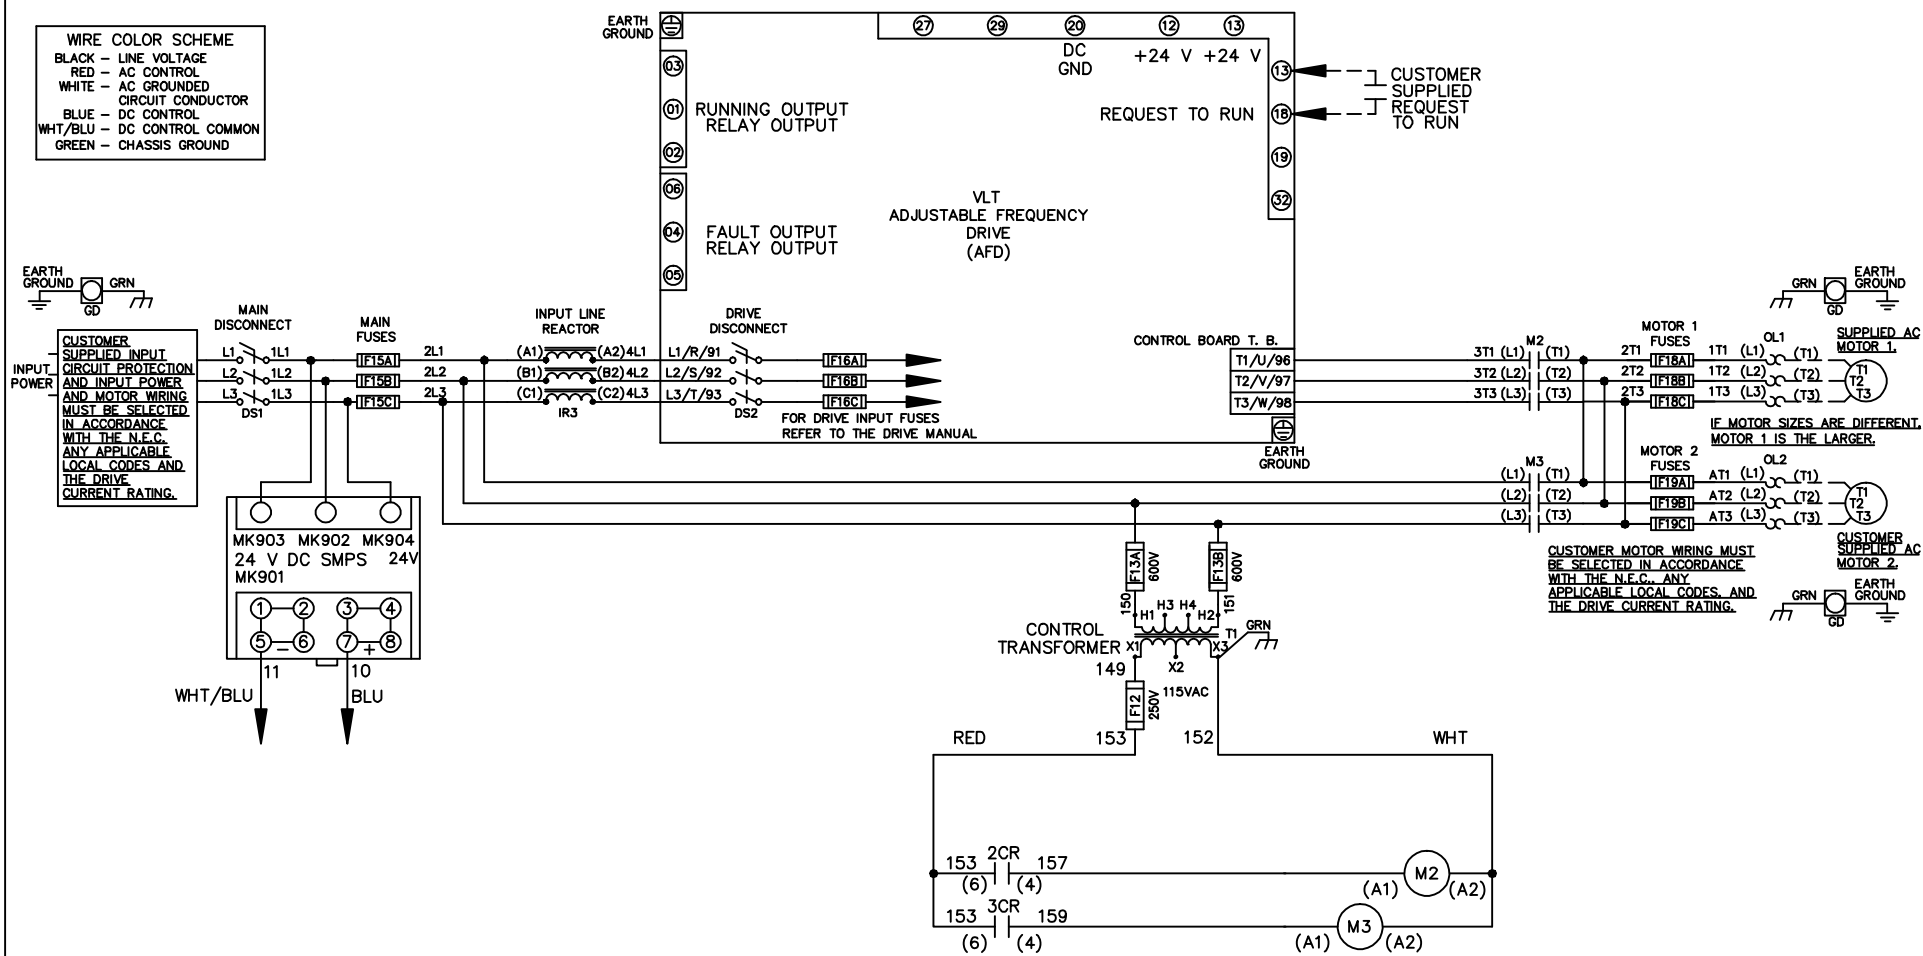 WIRE COLOR SCHEME
BLACK – LINE VOLTAGE
RED – AC CONTROL
WHITE – AC GROUNDED
CIRCUIT CONDUCTOR
BLUE – DC CONTROL
WHT/BLU – DC CONTROL COMMON
GREEN – CHASSIS GROUND
EARTH
GROUND
27 29 20 12 13
DC
GND
+24 V +24 V
03
01
02
RUNNING OUTPUT
RELAY OUTPUT
06
04
05
FAULT OUTPUT
RELAY OUTPUT
VLT
ADJUSTABLE FREQUENCY
DRIVE
(AFD)
REQUEST TO RUN
13
18
19
32
CUSTOMER
SUPPLIED
REQUEST
TO RUN
EARTH
GROUND
GRN
GD
INPUT
POWER
CUSTOMER
SUPPLIED INPUT
CIRCUIT PROTECTION
AND INPUT POWER
AND MOTOR WIRING
MUST BE SELECTED
IN ACCORDANCE
WITH THE N.E.C.
ANY APPLICABLE
LOCAL CODES AND
THE DRIVE
CURRENT RATING.
MAIN
DISCONNECT
L1 1L1
L2 1L2
L3 1L3
DS1
MAIN
FUSES
F15A 2L1
F15B 2L2
F15C 2L3
INPUT LINE
REACTOR
(A1) (A2) 4L1
(B1) (B2) 4L2
(C1) (C2) 4L3
IR3
DRIVE
DISCONNECT
L1/R/91
L2/S/92
L3/T/93
DS2
F16A
F16B
F16C
FOR DRIVE INPUT FUSES
REFER TO THE DRIVE MANUAL
CONTROL BOARD T. B.
T1/U/96
T2/V/97
T3/W/98
EARTH
GROUND
M2
3T1 (L1) (T1)
3T2 (L2) (T2)
3T3 (L3) (T3)
MOTOR 1
FUSES
2T1 F18A 1T1 (L1) (T1)
2T2 F18B 1T2 (L2) (T2)
2T3 F18C 1T3 (L3) (T3)
OL1
GRN
GD
EARTH
GROUND
SUPPLIED AC
MOTOR 1.
T1
T2
T3
IF MOTOR SIZES ARE DIFFERENT,
MOTOR 1 IS THE LARGER.
M3
(L1) (T1)
(L2) (T2)
(L3) (T3)
MOTOR 2
FUSES
F19A AT1 (L1) (T1)
F19B AT2 (L2) (T2)
F19C AT3 (L3) (T3)
OL2
T1
T2
T3
CUSTOMER
SUPPLIED AC
MOTOR 2.
CUSTOMER MOTOR WIRING MUST
BE SELECTED IN ACCORDANCE
WITH THE N.E.C., ANY
APPLICABLE LOCAL CODES, AND
THE DRIVE CURRENT RATING.
GRN
GD
EARTH
GROUND
MK903 MK902 MK904
24 V DC SMPS 24V
MK901
1 2 3 4
5 – 6 7 + 8
11 10
WHT/BLU BLU
F13A 600V
F13B 600V
150 151
H1 H3 H4 H2
CONTROL
TRANSFORMER
T1
GRN
X1 X2 X3
149
F12 250V
115VAC
153 152
RED WHT
153 2CR 157
(6) (4)
(A1) M2 (A2)
153 3CR 159
(6) (4)
(A1) M3 (A2)